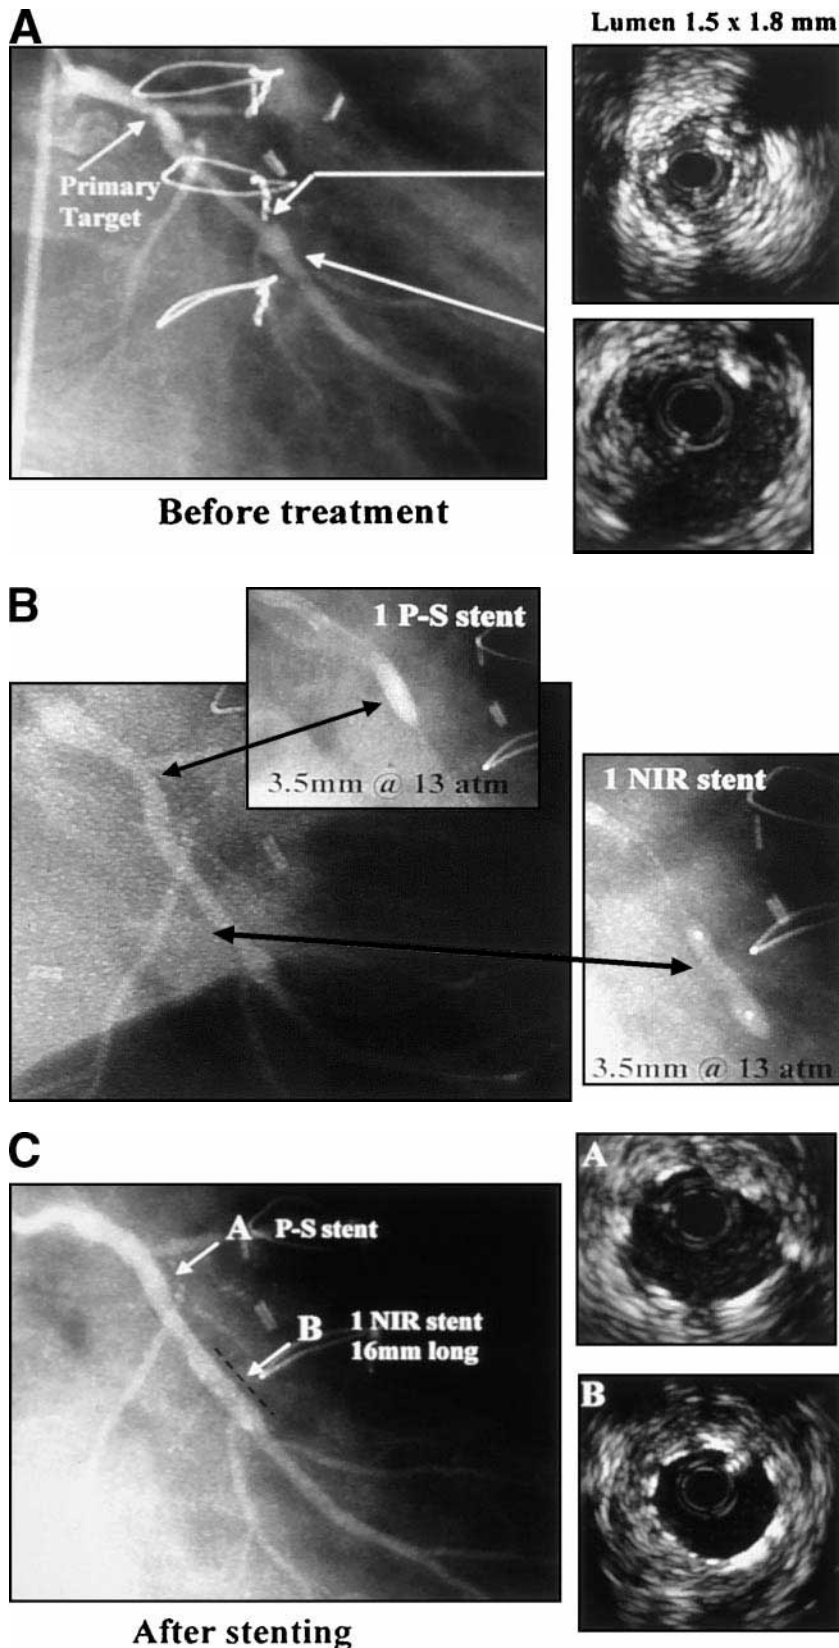 A
Lumen 1.5 x 1.8 mm
Primary
Target
Before treatment
B
1 P-S stent
3.5mm @ 13 atm
1 NIR stent
3.5mm @ 13 atm
C
A
P-S stent
B
1 NIR stent
16mm long
A
B
After stenting